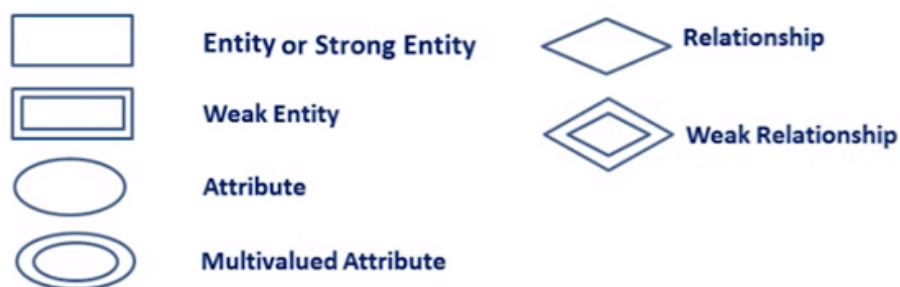 Entity or Strong Entity
Relationship
Weak Entity
Weak Relationship
Attribute
Multivalued Attribute